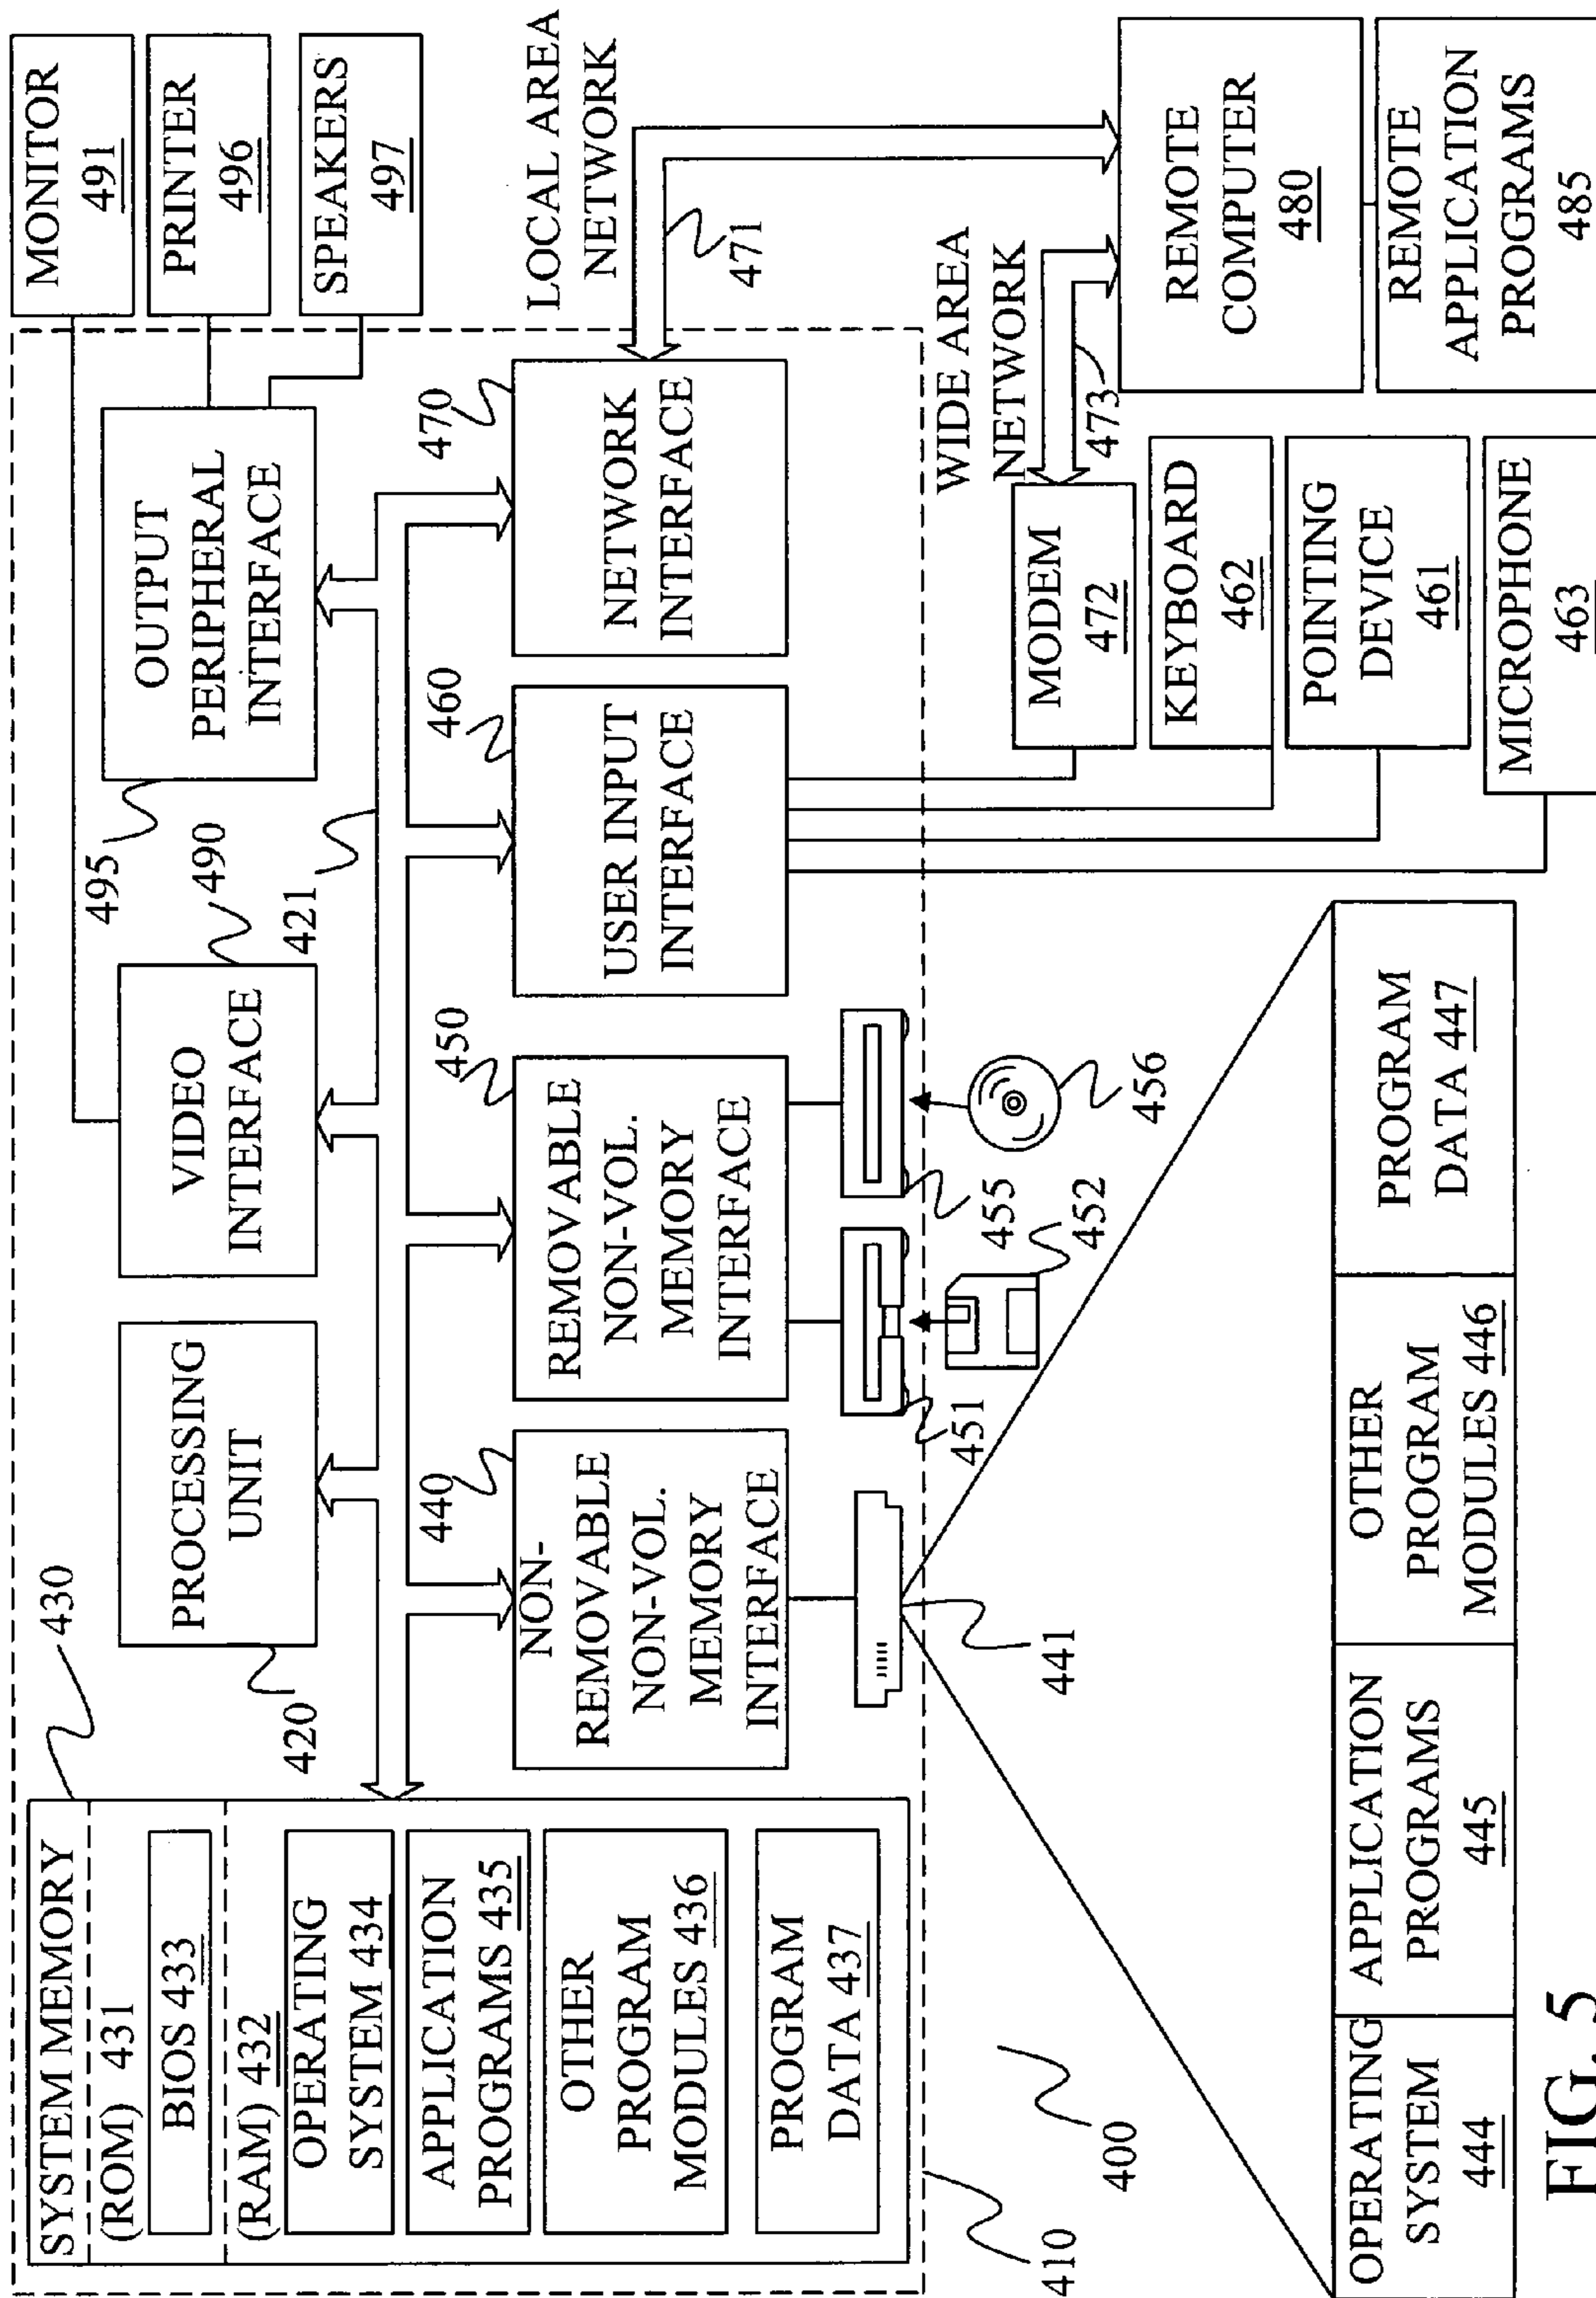 SYSTEM MEMORY
(ROM) 431
BIOS 433
(RAM) 432
OPERATING
SYSTEM 434
APPLICATION
PROGRAMS 435
OTHER
PROGRAM
MODULES 436
PROGRAM
DATA 437
430
PROCESSING
UNIT
420
VIDEO
INTERFACE
490
421
OUTPUT
PERIPHERAL
INTERFACE
495
MONITOR
491
PRINTER
496
SPEAKERS
497
440
NON-
REMOVABLE
NON-VOL.
MEMORY
INTERFACE
450
REMOVABLE
NON-VOL.
MEMORY
INTERFACE
460
USER INPUT
INTERFACE
470
NETWORK
INTERFACE
LOCAL AREA
NETWORK
471
441
451
452
455
456
WIDE AREA
NETWORK
473
MODEM
472
KEYBOARD
462
POINTING
DEVICE
461
MICROPHONE
463
REMOTE
COMPUTER
480
REMOTE
APPLICATION
PROGRAMS
485
410
400
OPERATING
SYSTEM
444
APPLICATION
PROGRAMS
445
OTHER
PROGRAM
MODULES 446
PROGRAM
DATA 447
FIG. 5